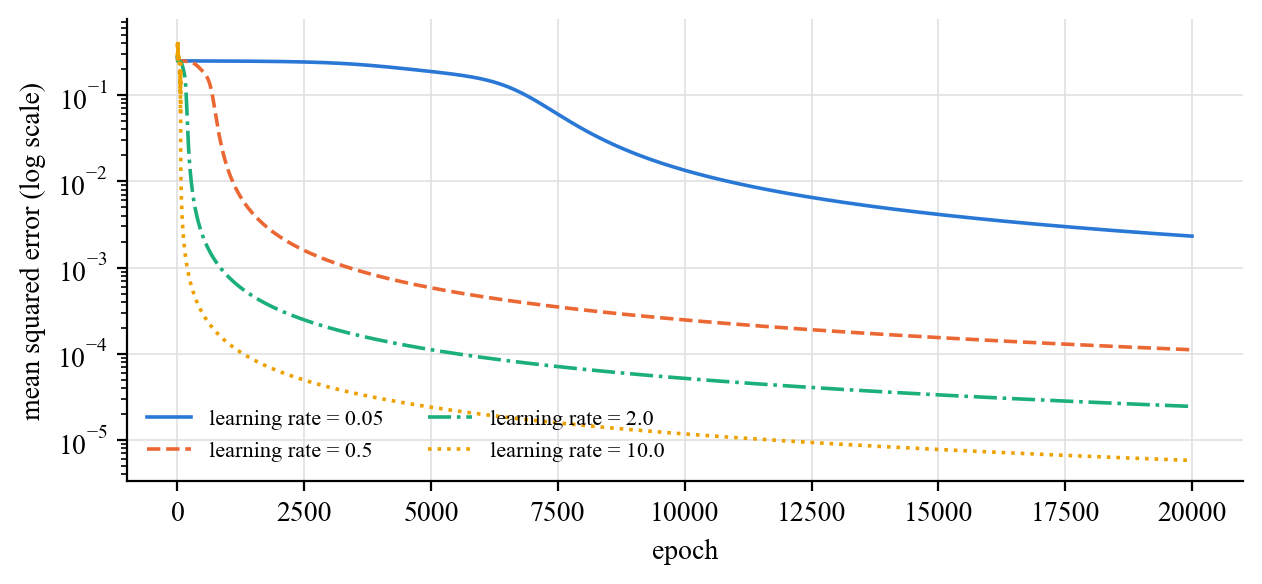 mean squared error (log scale)
10⁻¹
10⁻²
10⁻³
10⁻⁴
10⁻⁵
learning rate = 0.05
learning rate = 0.5
learning rate = 2.0
learning rate = 10.0
0 2500 5000 7500 10000 12500 15000 17500 20000
epoch